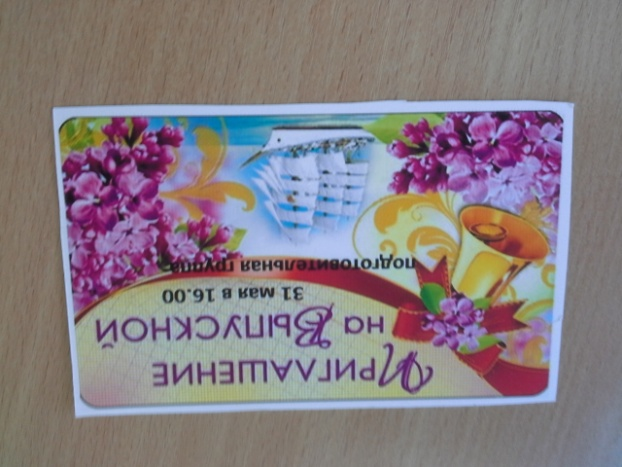 Приглашение
на Выпускной
31 мая в 16.00
подготовительная группа